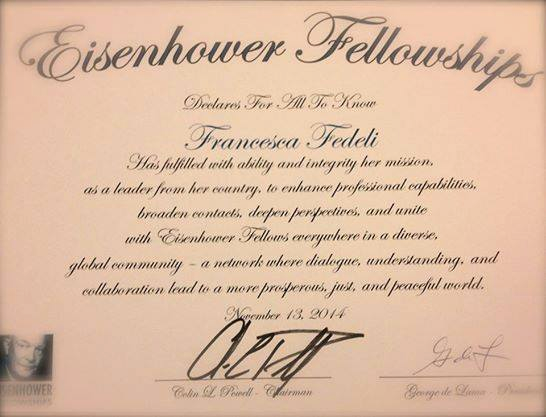 Eisenhower Fellowships
Declares For All To Know
Francesca Fedeli
Has fulfilled with ability and integrity her mission,
as a leader from her country, to enhance professional capabilities,
broaden contacts, deepen perspectives, and unite
with Eisenhower Fellows everywhere in a diverse,
global community – a network where dialogue, understanding, and
collaboration lead to a more prosperous, just, and peaceful world.
November 13, 2014
SENHOWER
Colin L. Powell - Chairman
George de Lama - President